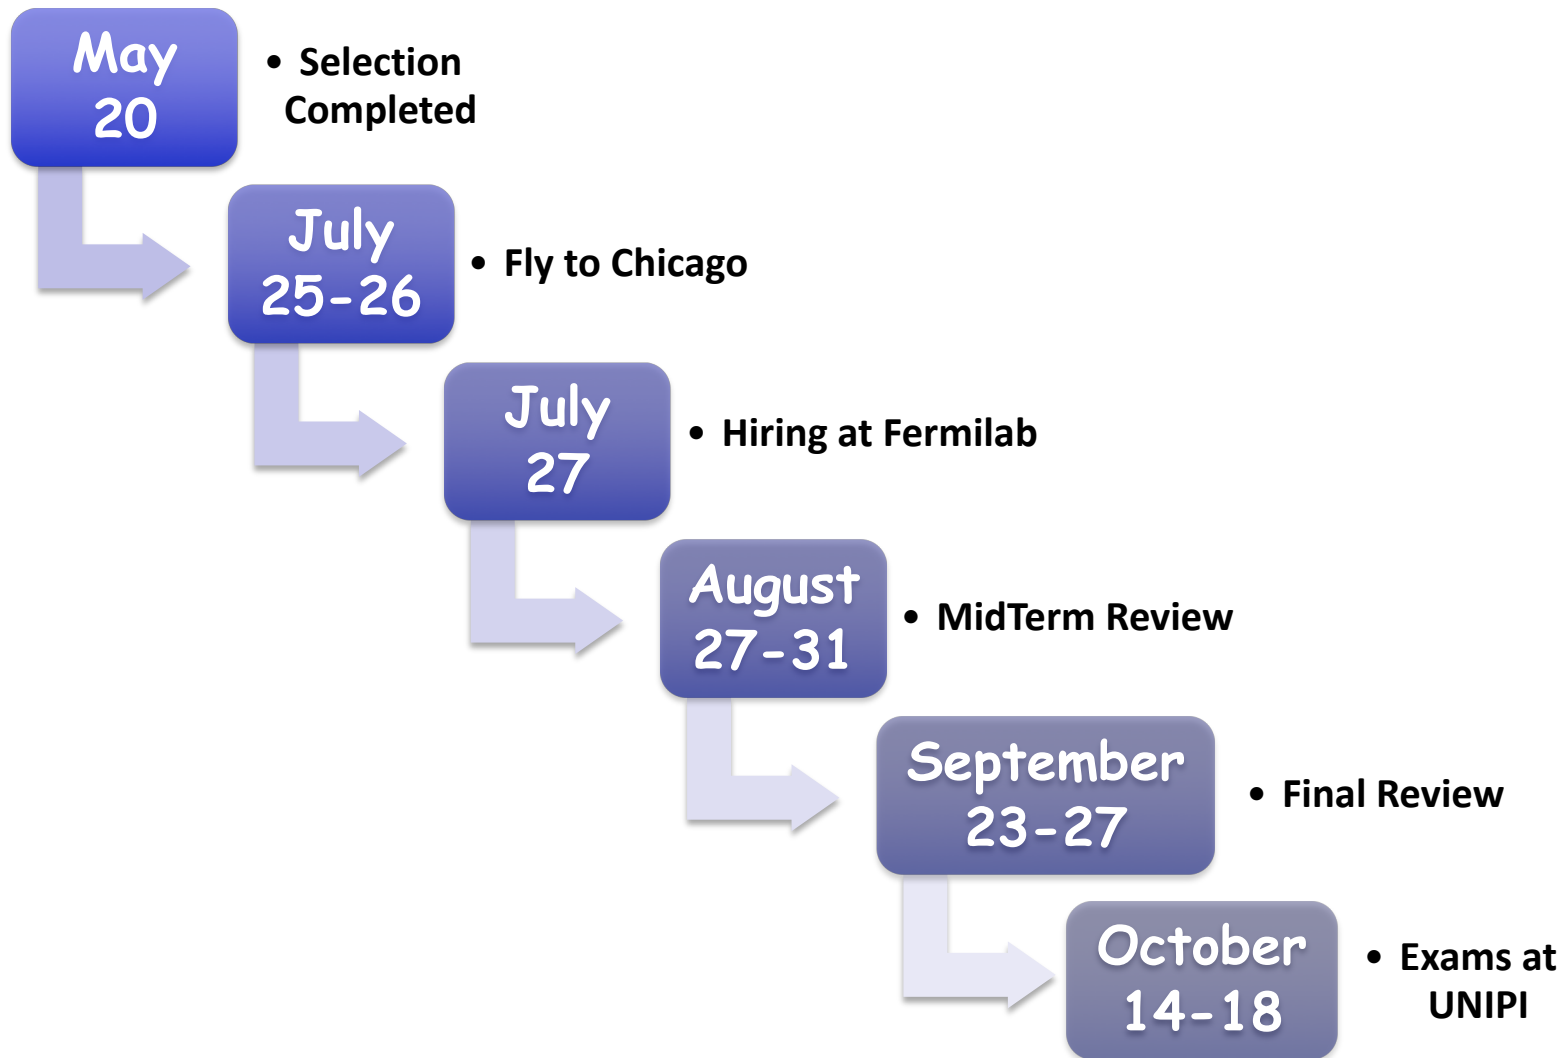 May
20
• Selection
Completed
July
25-26
• Fly to Chicago
July
27
• Hiring at Fermilab
August
27-31
• MidTerm Review
September
23-27
• Final Review
October
14-18
• Exams at
UNIPI